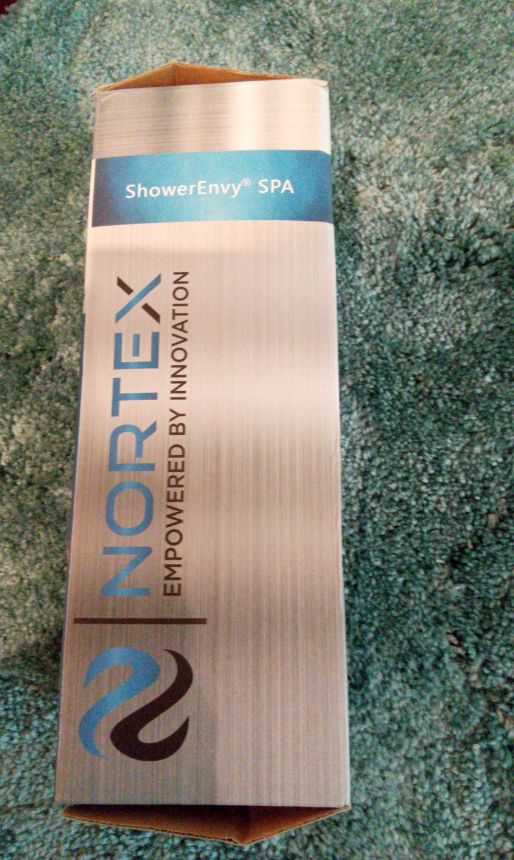 ShowerEnvy® SPA
NORTEX
EMPOWERED BY INNOVATION